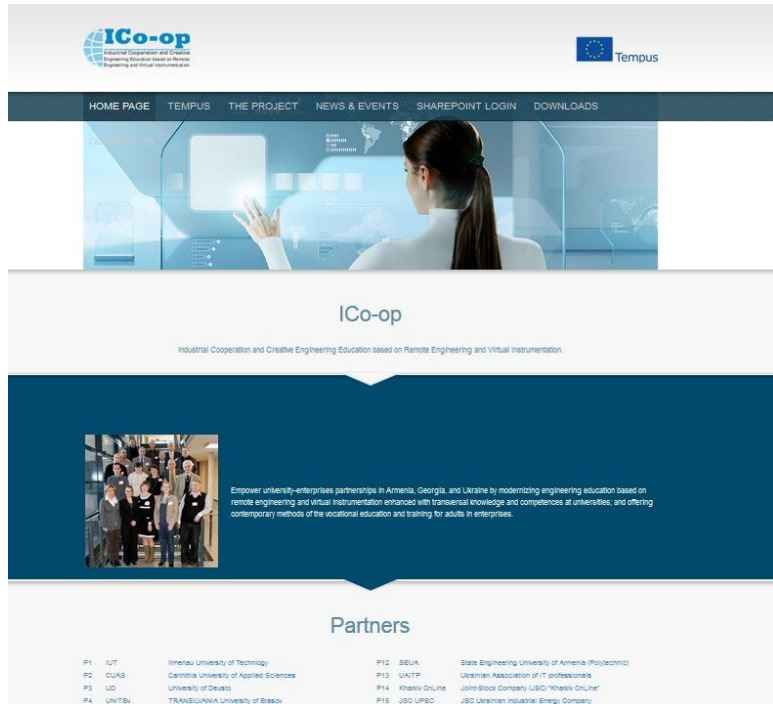 ICo-op
Industrial Cooperation and Creative
Engineering Education based on Remote
Engineering and Virtual Instrumentation
Tempus
HOME PAGE TEMPUS THE PROJECT NEWS & EVENTS SHAREPOINT LOGIN DOWNLOADS
CONTACT US
ICo-op
Industrial Cooperation and Creative Engineering Education based on Remote Engineering and Virtual Instrumentation.
Empower university-enterprises partnerships in Armenia, Georgia, and Ukraine by modernizing engineering education based on
remote engineering and virtual instrumentation enhanced with transversal knowledge and competences at universities; and offering
contemporary methods of the vocational education and training for adults in enterprises.
Partners
P1 IUT Ilmenau University of Technology P12 SEUA State Engineering University of Armenia (Polytechnic)
P2 CUAS Carinthia University of Applied Sciences P13 UAITP Ukrainian Association of IT professionals
P3 UD University of Deusto P14 Kharkiv OnLine Joint-Stock Company (JSC) "Kharkiv OnLine"
P4 UNITBv TRANSILVANIA University of Brasov P15 JSC UPEC JSC Ukrainian Industrial Energy Company